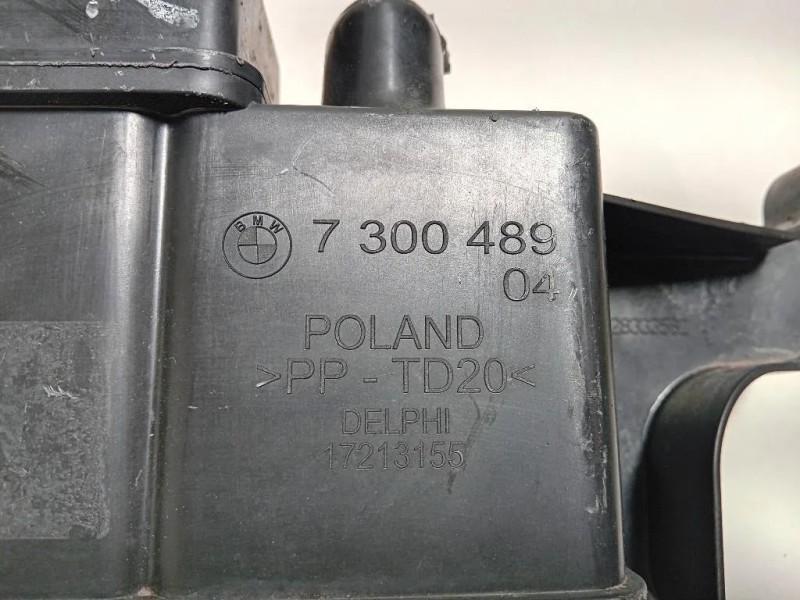 BMW 7 300 489
04
POLAND
>PP - TD20<
DELPHI
17213155